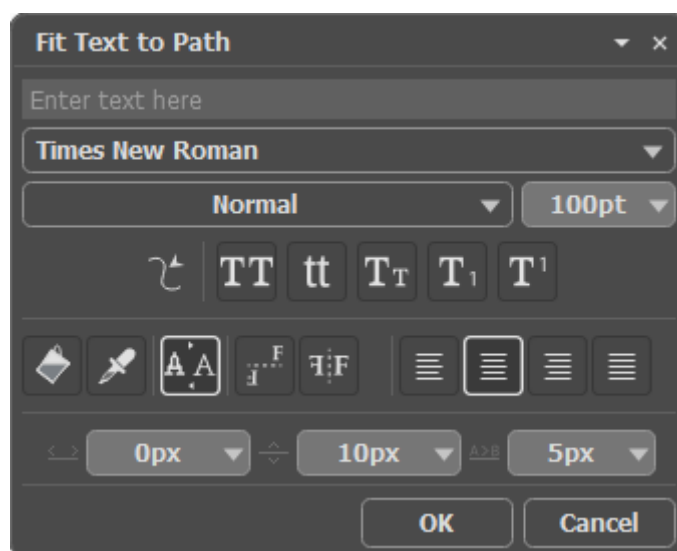 Fit Text to Path
Enter text here
Times New Roman
Normal 100pt
TT tt TT T1 T1
A A F F F F
0px 10px A>B 5px
OK Cancel